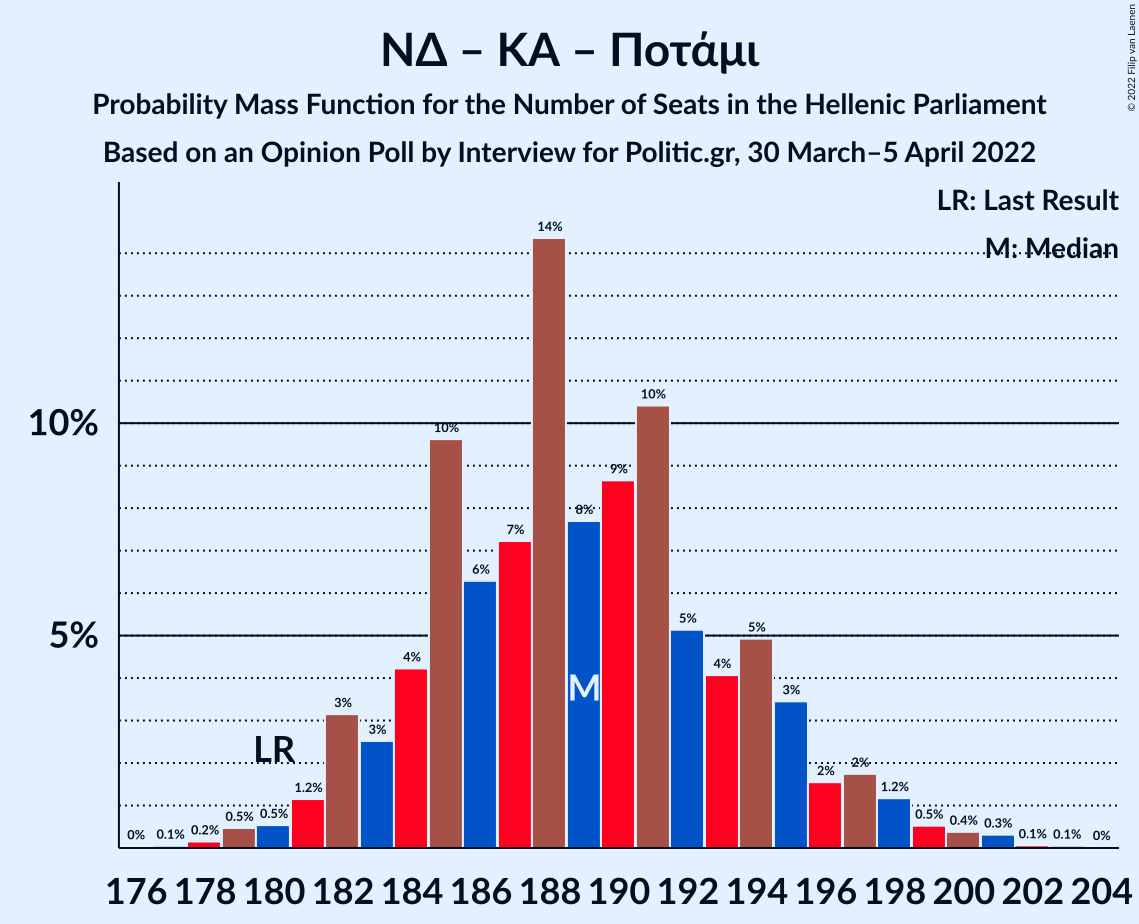 © 2022 Filip van Laenen
ΝΔ – ΚΑ – Ποτάμι
Probability Mass Function for the Number of Seats in the Hellenic Parliament
Based on an Opinion Poll by Interview for Politic.gr, 30 March–5 April 2022
LR: Last Result
M: Median
10%
5%
0% 0.1% 0.2% 0.5% 0.5% 1.2% 3% 3% 4% 10% 6% 7% 14% 8% 9% 10% 5% 4% 5% 3% 2% 2% 1.2% 0.5% 0.4% 0.3% 0.1% 0.1% 0%
LR
M
176 178 180 182 184 186 188 190 192 194 196 198 200 202 204